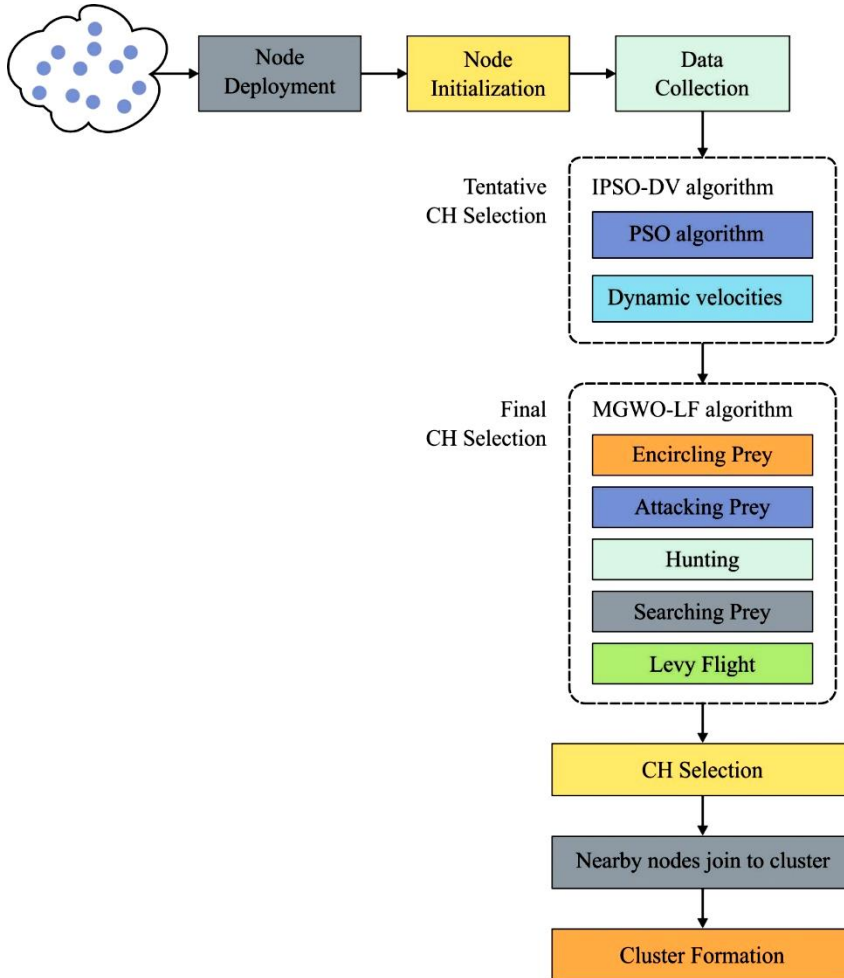 Node
Deployment
Node
Initialization
Data
Collection
Tentative
CH Selection
IPSO-DV algorithm
PSO algorithm
Dynamic velocities
Final
CH Selection
MGWO-LF algorithm
Encircling Prey
Attacking Prey
Hunting
Searching Prey
Levy Flight
CH Selection
Nearby nodes join to cluster
Cluster Formation